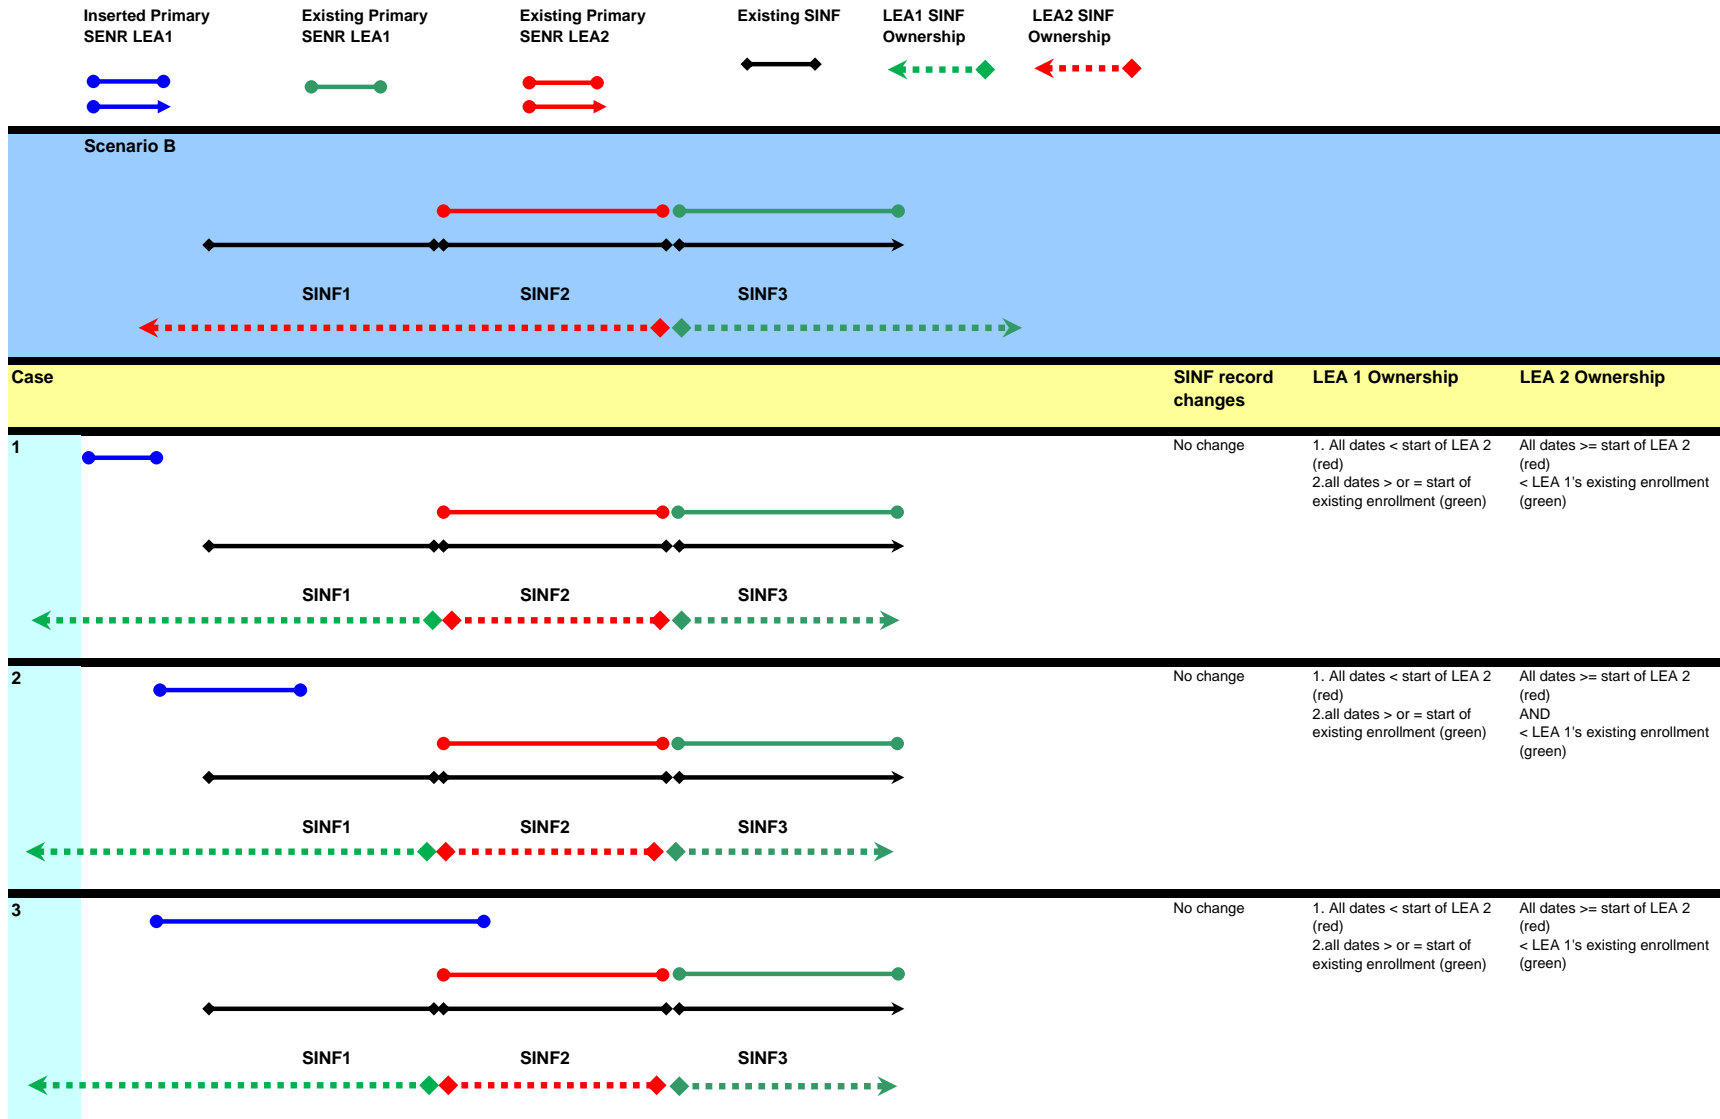 Inserted Primary
SENR LEA1
Existing Primary
SENR LEA1
Existing Primary
SENR LEA2
Existing SINF
LEA1 SINF
Ownership
LEA2 SINF
Ownership
Scenario B
SINF1
SINF2
SINF3
Case
SINF record
changes
LEA 1 Ownership
LEA 2 Ownership
1
No change
1. All dates < start of LEA 2
(red)
2.all dates > or = start of
existing enrollment (green)
All dates >= start of LEA 2
(red)
< LEA 1's existing enrollment
(green)
SINF1
SINF2
SINF3
2
No change
1. All dates < start of LEA 2
(red)
2.all dates > or = start of
existing enrollment (green)
All dates >= start of LEA 2
(red)
AND
< LEA 1's existing enrollment
(green)
SINF1
SINF2
SINF3
3
No change
1. All dates < start of LEA 2
(red)
2.all dates > or = start of
existing enrollment (green)
All dates >= start of LEA 2
(red)
< LEA 1's existing enrollment
(green)
SINF1
SINF2
SINF3